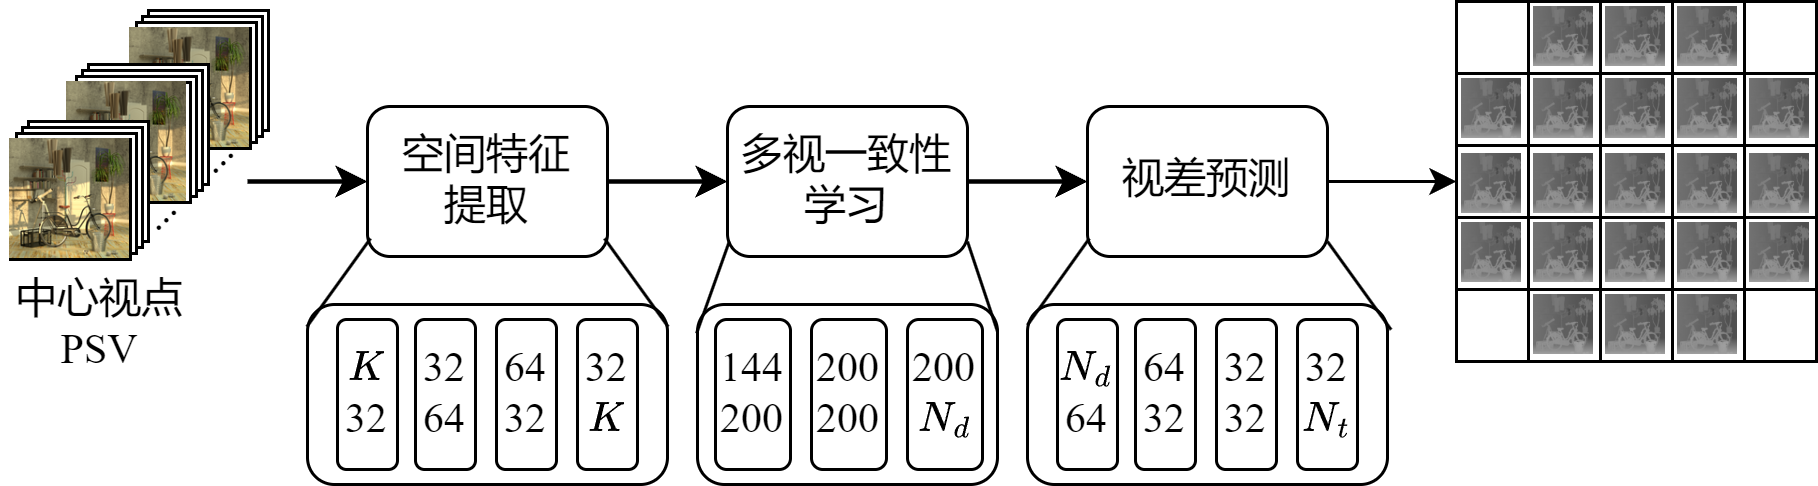 中心视点
PSV
空间特征
提取
多视一致性
学习
视差预测
K 32 64 32
32 64 32 K
144 200 200
200 200 N_d
N_d 64 32 32
64 32 32 N_t